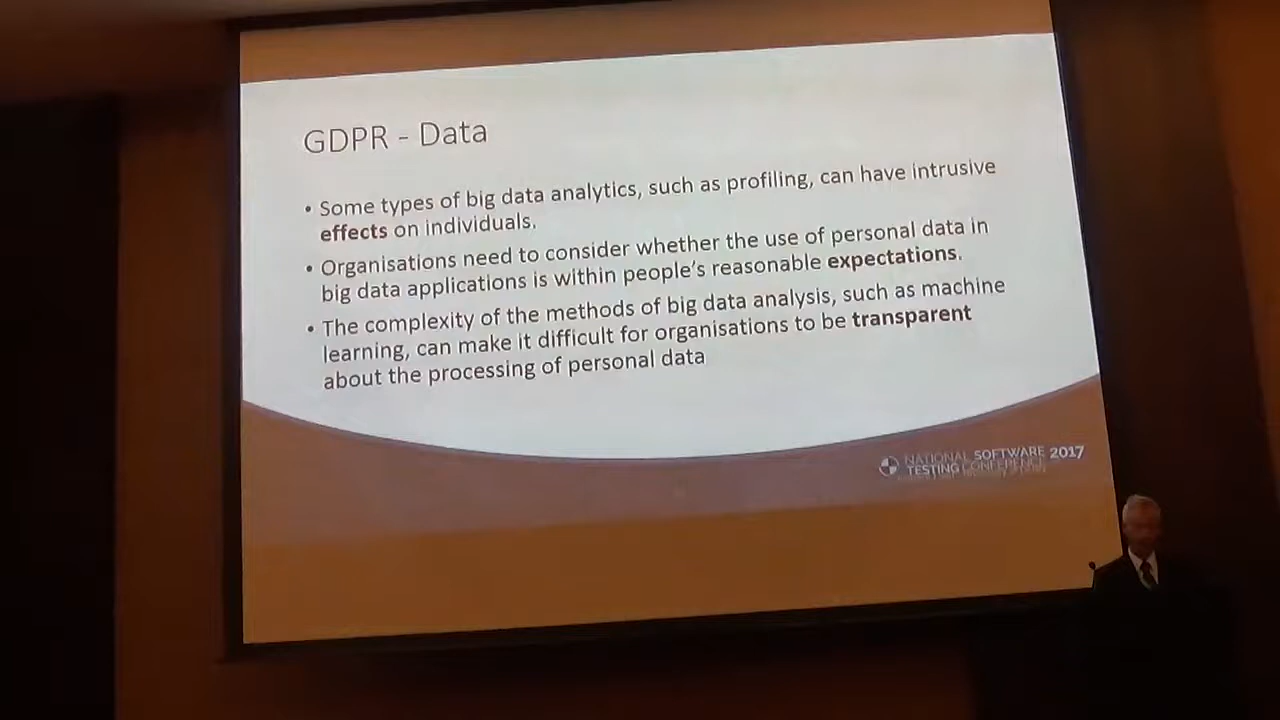 GDPR - Data
• Some types of big data analytics, such as profiling, can have intrusive
effects on individuals.
• Organisations need to consider whether the use of personal data in
big data applications is within people's reasonable expectations.
• The complexity of the methods of big data analysis, such as machine
learning, can make it difficult for organisations to be transparent
about the processing of personal data
NATIONAL SOFTWARE 2017
TESTING CONFERENCE